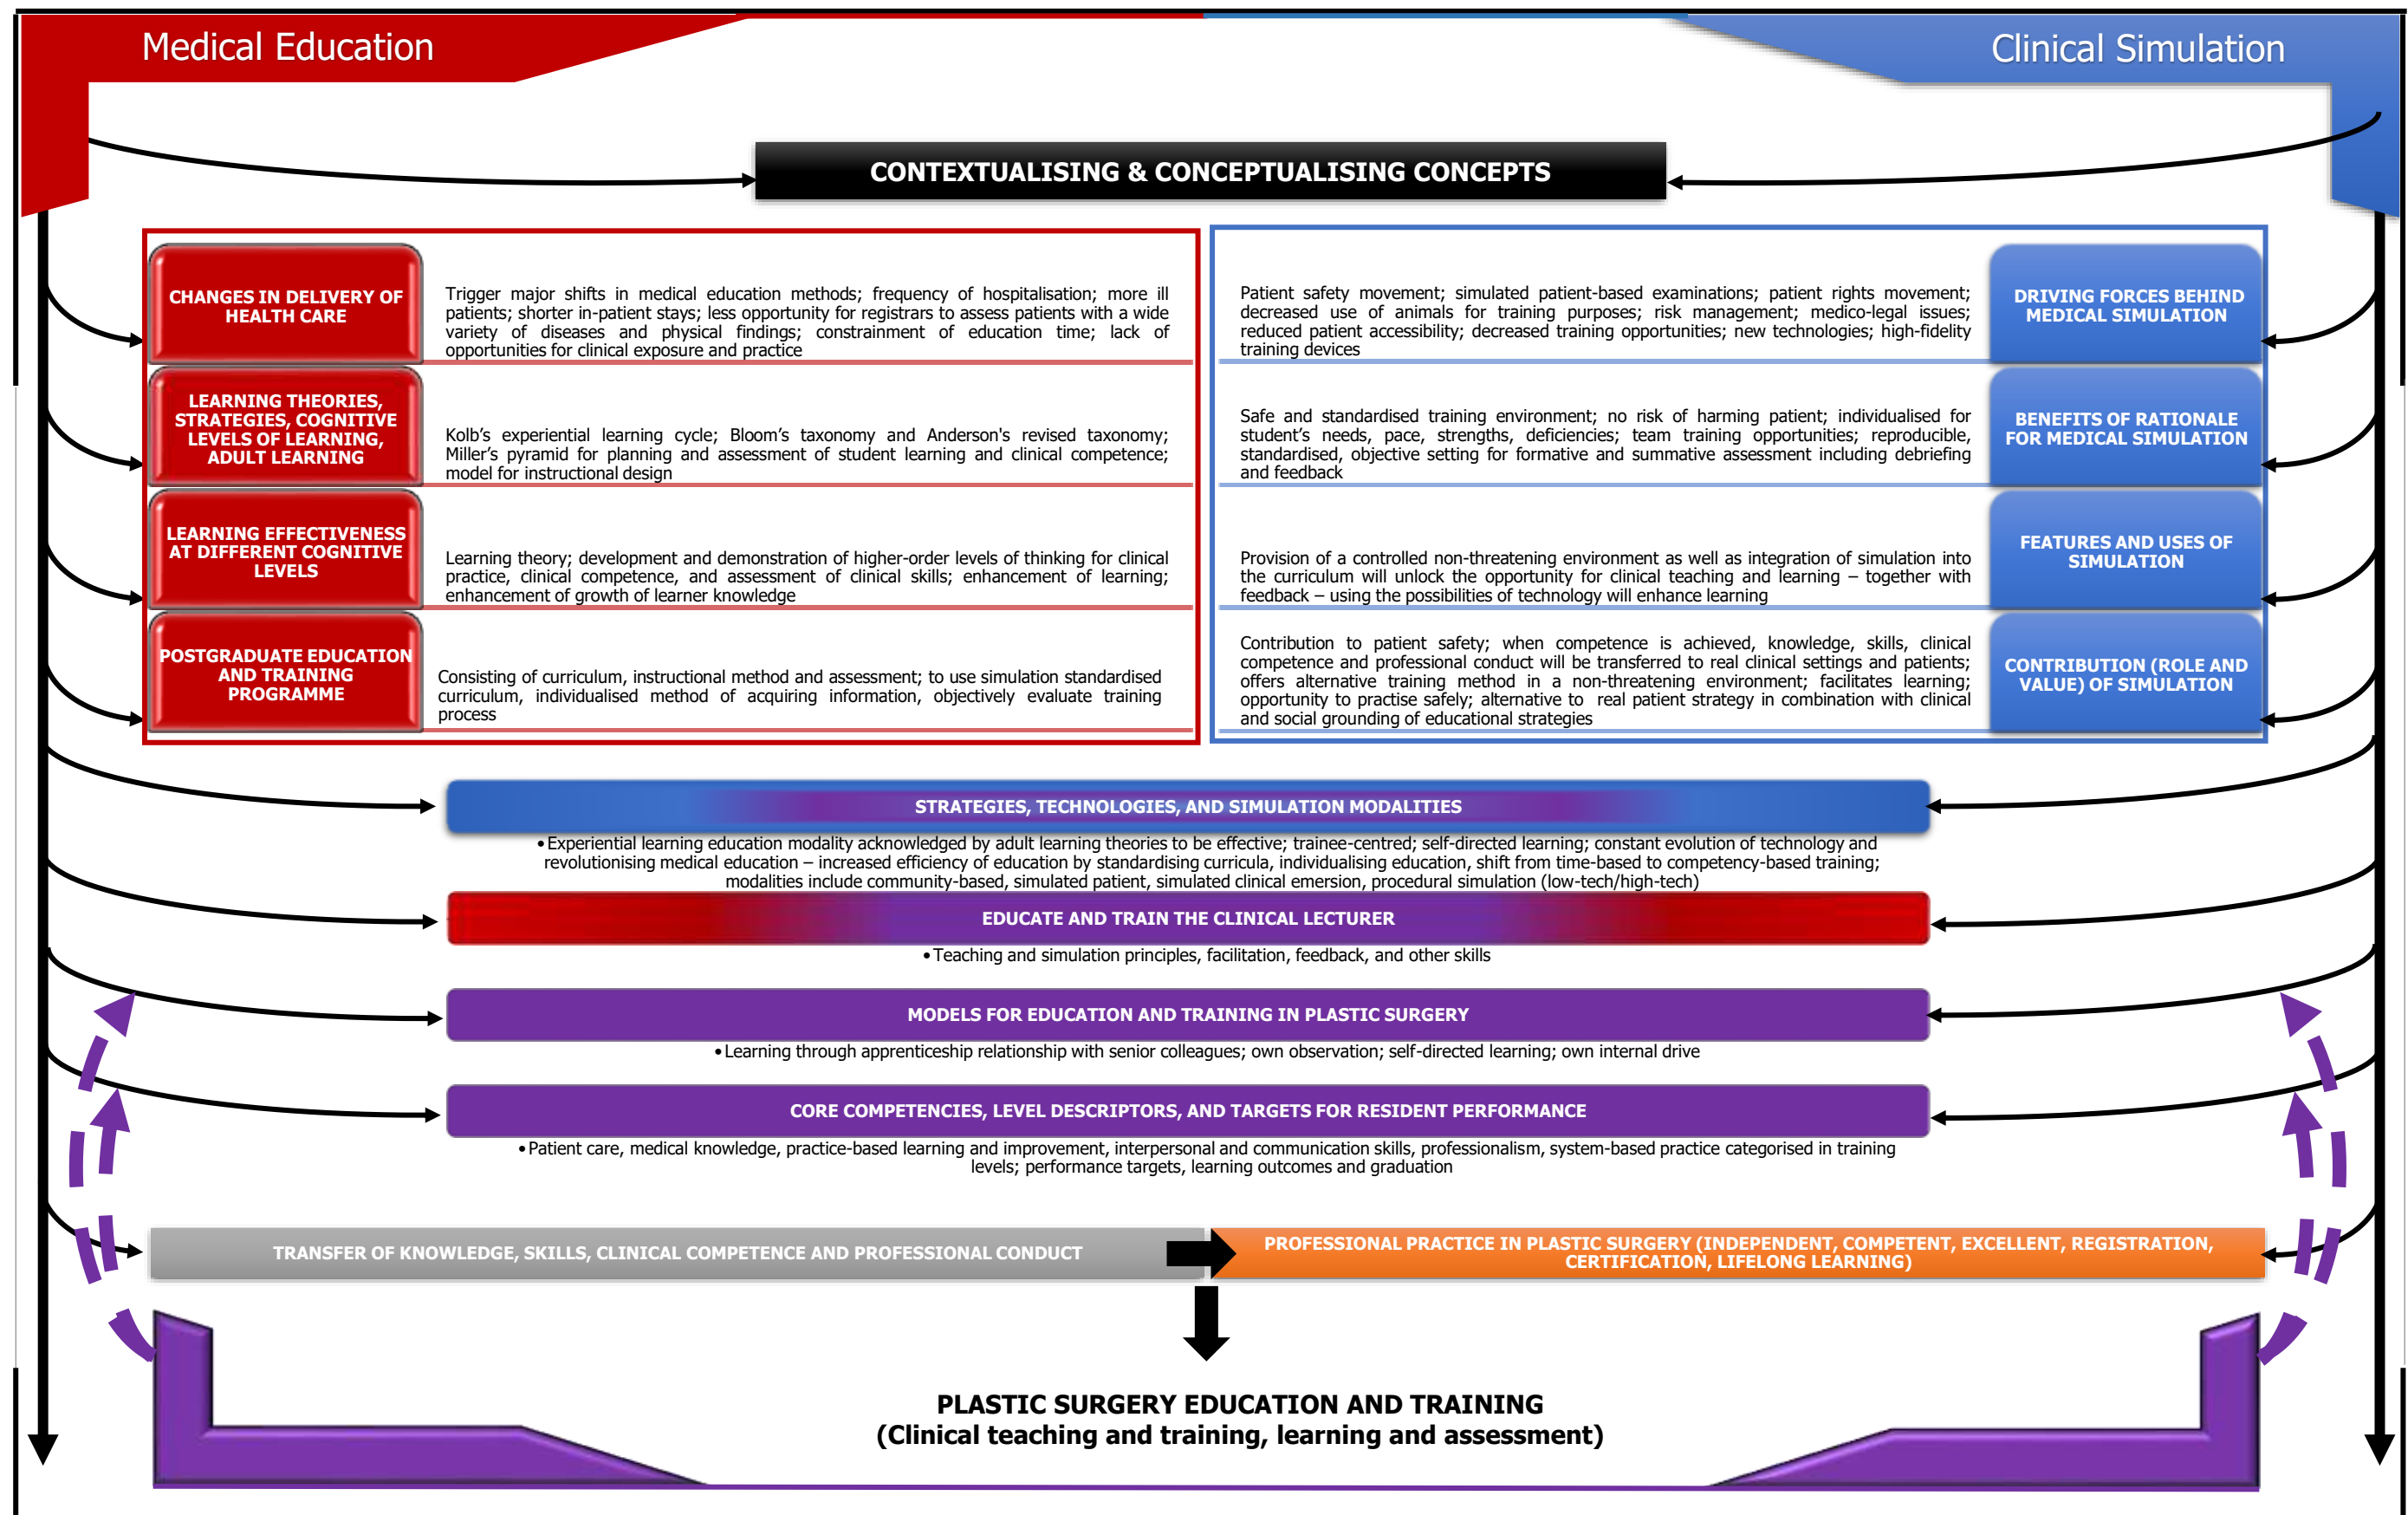 Medical Education
Clinical Simulation
CONTEXTUALISING & CONCEPTUALISING CONCEPTS
CHANGES IN DELIVERY OF
HEALTH CARE
Trigger major shifts in medical education methods; frequency of hospitalisation; more ill
patients; shorter in-patient stays; less opportunity for registrars to assess patients with a wide
variety of diseases and physical findings; constrainment of education time; lack of
opportunities for clinical exposure and practice
LEARNING THEORIES,
STRATEGIES, COGNITIVE
LEVELS OF LEARNING,
ADULT LEARNING
Kolb’s experiential learning cycle; Bloom’s taxonomy and Anderson's revised taxonomy;
Miller’s pyramid for planning and assessment of student learning and clinical competence;
model for instructional design
LEARNING EFFECTIVENESS
AT DIFFERENT COGNITIVE
LEVELS
Learning theory; development and demonstration of higher-order levels of thinking for clinical
practice, clinical competence, and assessment of clinical skills; enhancement of learning;
enhancement of growth of learner knowledge
POSTGRADUATE EDUCATION
AND TRAINING
PROGRAMME
Consisting of curriculum, instructional method and assessment; to use simulation standardised
curriculum, individualised method of acquiring information, objectively evaluate training
process
Patient safety movement; simulated patient-based examinations; patient rights movement;
decreased use of animals for training purposes; risk management; medico-legal issues;
reduced patient accessibility; decreased training opportunities; new technologies; high-fidelity
training devices
DRIVING FORCES BEHIND
MEDICAL SIMULATION
Safe and standardised training environment; no risk of harming patient; individualised for
student’s needs, pace, strengths, deficiencies; team training opportunities; reproducible,
standardised, objective setting for formative and summative assessment including debriefing
and feedback
BENEFITS OF RATIONALE
FOR MEDICAL SIMULATION
Provision of a controlled non-threatening environment as well as integration of simulation into
the curriculum will unlock the opportunity for clinical teaching and learning – together with
feedback – using the possibilities of technology will enhance learning
FEATURES AND USES OF
SIMULATION
Contribution to patient safety; when competence is achieved, knowledge, skills, clinical
competence and professional conduct will be transferred to real clinical settings and patients;
offers alternative training method in a non-threatening environment; facilitates learning;
opportunity to practise safely; alternative to real patient strategy in combination with clinical
and social grounding of educational strategies
CONTRIBUTION (ROLE AND
VALUE) OF SIMULATION
STRATEGIES, TECHNOLOGIES, AND SIMULATION MODALITIES
•Experiential learning education modality acknowledged by adult learning theories to be effective; trainee-centred; self-directed learning; constant evolution of technology and
revolutionising medical education – increased efficiency of education by standardising curricula, individualising education, shift from time-based to competency-based training;
modalities include community-based, simulated patient, simulated clinical emersion, procedural simulation (low-tech/high-tech)
EDUCATE AND TRAIN THE CLINICAL LECTURER
•Teaching and simulation principles, facilitation, feedback, and other skills
MODELS FOR EDUCATION AND TRAINING IN PLASTIC SURGERY
•Learning through apprenticeship relationship with senior colleagues; own observation; self-directed learning; own internal drive
CORE COMPETENCIES, LEVEL DESCRIPTORS, AND TARGETS FOR RESIDENT PERFORMANCE
•Patient care, medical knowledge, practice-based learning and improvement, interpersonal and communication skills, professionalism, system-based practice categorised in training
levels; performance targets, learning outcomes and graduation
TRANSFER OF KNOWLEDGE, SKILLS, CLINICAL COMPETENCE AND PROFESSIONAL CONDUCT
PROFESSIONAL PRACTICE IN PLASTIC SURGERY (INDEPENDENT, COMPETENT, EXCELLENT, REGISTRATION,
CERTIFICATION, LIFELONG LEARNING)
PLASTIC SURGERY EDUCATION AND TRAINING
(Clinical teaching and training, learning and assessment)